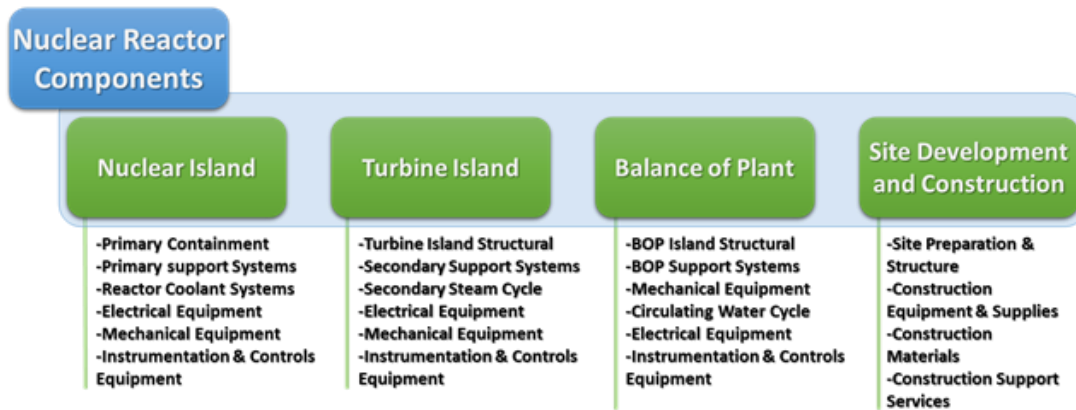 Nuclear Reactor
Components
Nuclear Island
-Primary Containment
-Primary support Systems
-Reactor Coolant Systems
-Electrical Equipment
-Mechanical Equipment
-Instrumentation & Controls
Equipment
Turbine Island
-Turbine Island Structural
-Secondary Support Systems
-Secondary Steam Cycle
-Electrical Equipment
-Mechanical Equipment
-Instrumentation & Controls
Equipment
Balance of Plant
-BOP Island Structural
-BOP Support Systems
-Mechanical Equipment
-Circulating Water Cycle
-Electrical Equipment
-Instrumentation & Controls
Equipment
Site Development
and Construction
-Site Preparation &
Structure
-Construction
Equipment & Supplies
-Construction
Materials
-Construction Support
Services